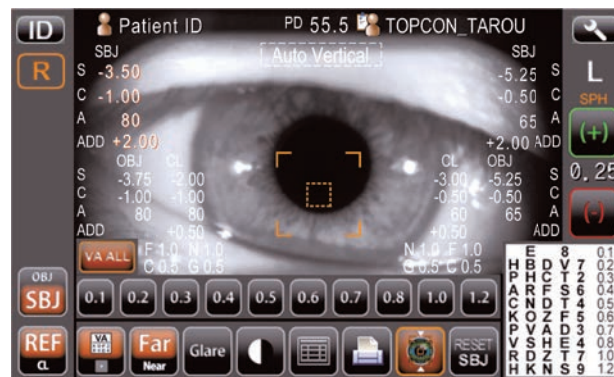 ID Patient ID PD 55.5 TOPCON_TAROU
R Auto Vertical L
SBJ SBJ
S -3.50 -5.25 S
C -1.00 -0.50 C SPH
A 80 65 A
ADD +2.00 +2.00 ADD (+)
OBJ CL CL OBJ
S -3.75 -2.00 -3.00 -5.25 S 0.25
C -1.00 -1.00 -0.50 -0.50 C
A 80 80 60 65 A (-)
ADD +0.50 +0.50 ADD
VA ALL F 1.0 N 1.0 N 1.0 F 1.0
C 0.5 G 0.5 G 0.5 C 0.5
OBJ
SBJ 0.1 0.2 0.3 0.4 0.5 0.6 0.7 0.8 1.0 1.2
REF VA Far Glare RESET
CL Near SBJ
E 8 0.1
H B D V 7 0.2
P H C T 2 0.3
A R F S 6 0.4
C N D T 4 0.5
K O Z F 5 0.6
P V A D 3 0.7
V S H E 4 0.8
R D Z T 7 1.0
H K N S 9 1.2